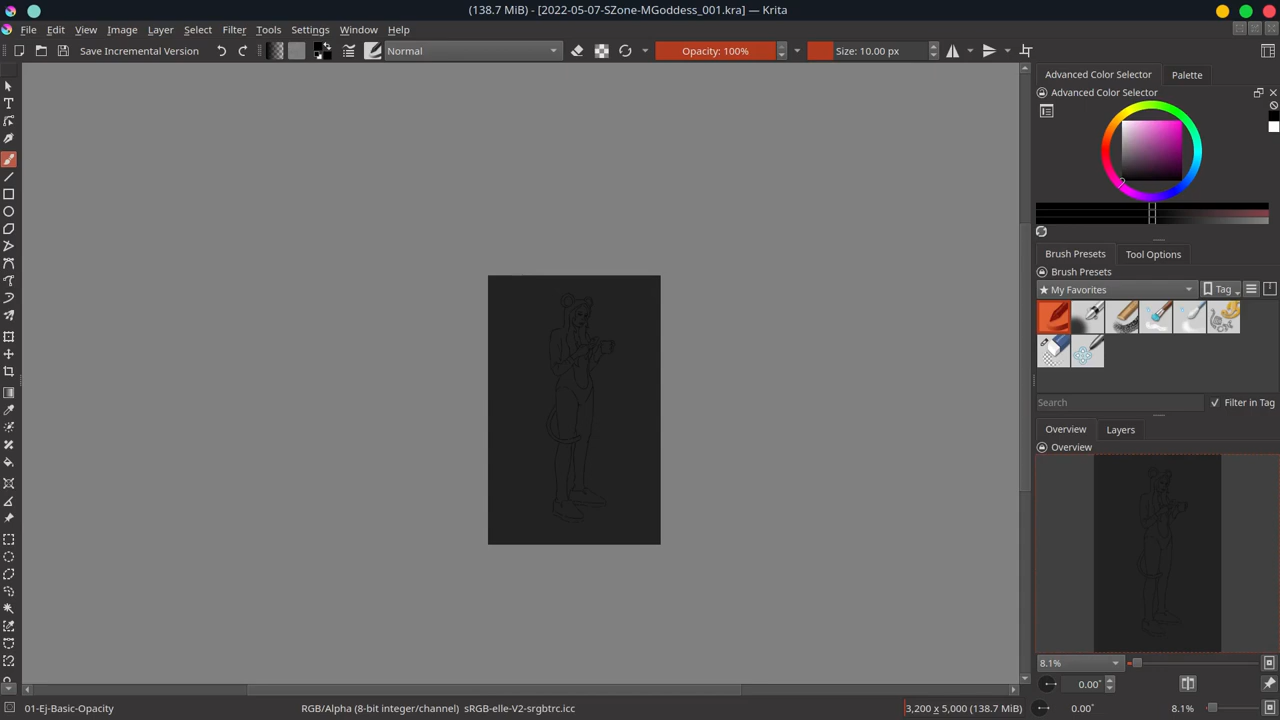 (138.7 MiB) - [2022-05-07-SZone-MGoddess_001.kra] — Krita
File Edit View Image Layer Select Filter Tools Settings Window Help
Save Incremental Version Normal Opacity: 100% Size: 10.00 px
Advanced Color Selector Palette
Advanced Color Selector
Brush Presets Tool Options
Brush Presets
★ My Favorites Tag
Search Filter in Tag
Overview Layers
Overview
8.1%
0.00°
01-Ej-Basic-Opacity RGB/Alpha (8-bit integer/channel) sRGB-elle-V2-srgbtrc.icc 3,200 x 5,000 (138.7 MiB) 0.00° 8.1%